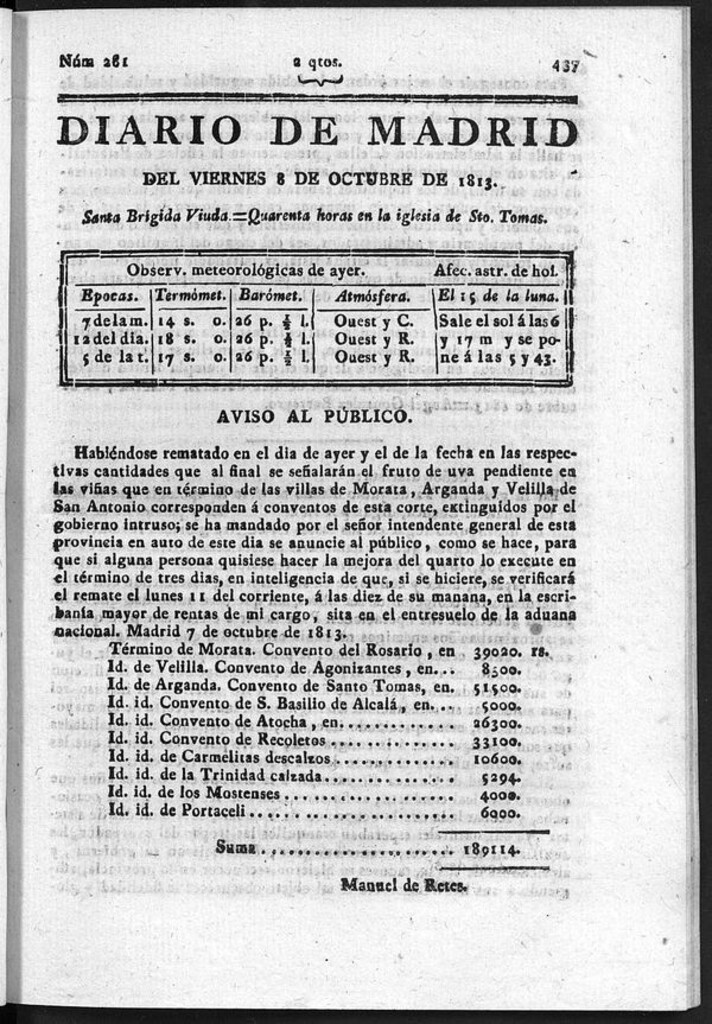 Núm 281 2 qtos. 437
DIARIO DE MADRID
DEL VIERNES 8 DE OCTUBRE DE 1813.
Santa Brigida Viuda.=Quarenta horas en la iglesia de Sto. Tomas.
Observ. meteorológicas de ayer. Afec. astr. de hoi.
Epocas. Termómet. Barómet. Atmósfera. El 15 de la luna.
7 de la m. 14 s. 0. 26 p. ½ l. Ouest y C. Sale el sol á las 6
12 del dia. 18 s. 0. 26 p. ½ l. Ouest y R. y 17 m y se po-
5 de la t. 17 s. 0. 26 p. ½ l. Ouest y R. ne á las 5 y 43.
AVISO AL PÚBLICO.
Habiéndose rematado en el dia de ayer y el de la fecha en las respec-
tivas cantidades que al final se señalarán el fruto de uva pendiente en
las viñas que en término de las villas de Morata, Arganda y Velilla de
San Antonio corresponden á conventos de esta corte, extinguidos por el
gobierno intruso; se ha mandado por el señor intendente general de esta
provincia en auto de este dia se anuncie al público, como se hace, para
que si alguna persona quisiese hacer la mejora del quarto lo execute en
el término de tres dias, en inteligencia de que, si se hiciere, se verificará
el remate el lunes 11 del corriente, á las diez de su manana, en la escri-
banía mayor de rentas de mi cargo, sita en el entresuelo de la aduana
nacional. Madrid 7 de octubre de 1813.
Término de Morata. Convento del Rosario, en 39020. rs.
Id. de Velilla. Convento de Agonizantes, en... 8300.
Id. de Arganda. Convento de Santo Tomas, en. 51500.
Id. id. Convento de S. Basilio de Alcalá, en... 5000.
Id. id. Convento de Atocha, en............. 26300.
Id. id. Convento de Recoletos.............. 33100.
Id. id. de Carmelitas descalzos............. 10600.
Id. id. de la Trinidad calzada.............. 5294.
Id. id. de los Mostenses................... 4000.
Id. id. de Portaceli....................... 6000.
Suma..................... 189114.
Manuel de Retes.